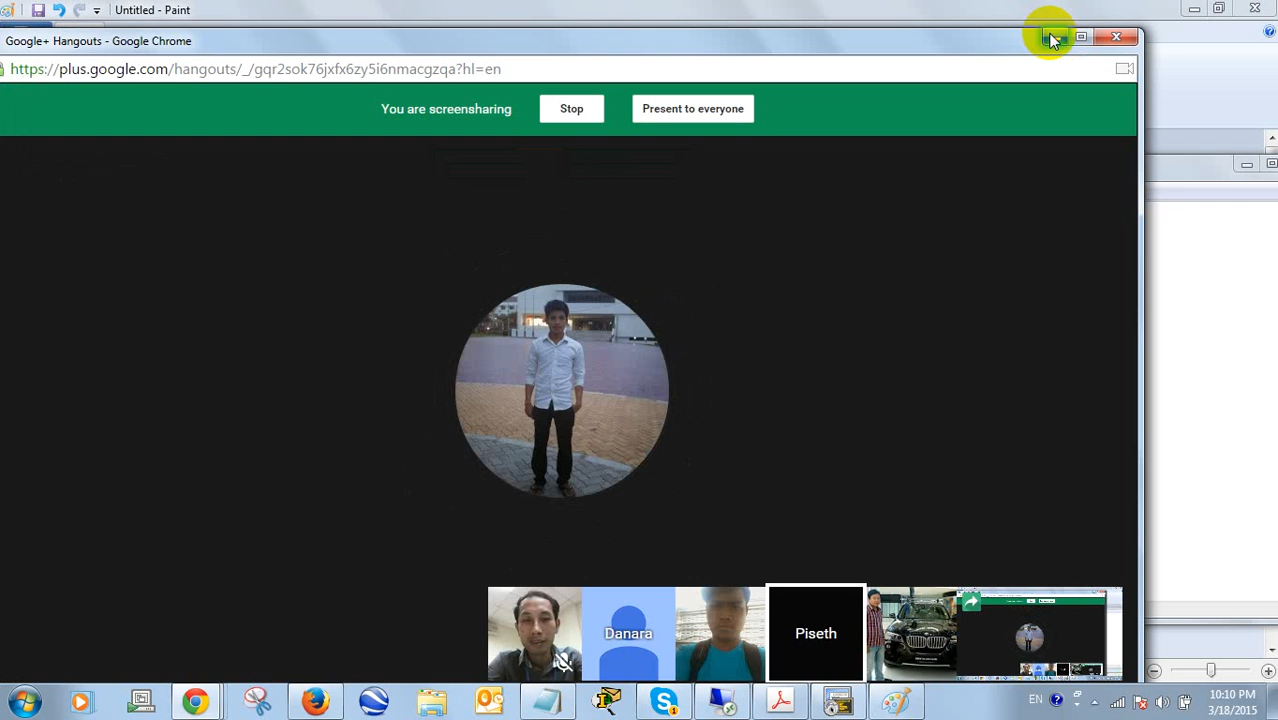 Untitled - Paint
Google+ Hangouts - Google Chrome
https://plus.google.com/hangouts/_/gqr2sok76jxfx6zy5i6nmacgzqa?hl=en
You are screensharing
Stop
Present to everyone
Danara
Piseth
EN
10:10 PM
3/18/2015